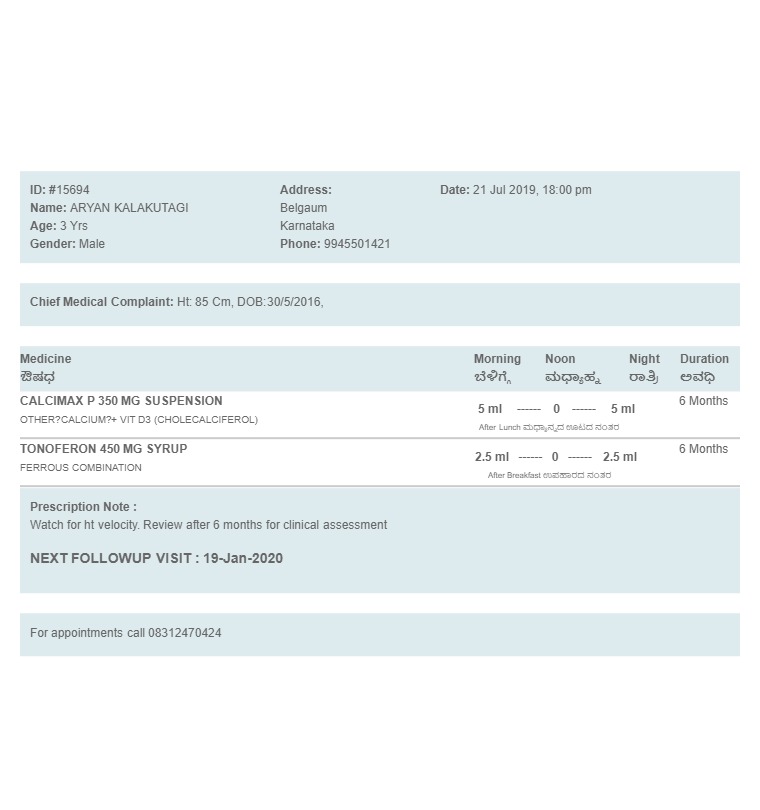 ID: #15694
Name: ARYAN KALAKUTAGI
Age: 3 Yrs
Gender: Male
Address:
Belgaum
Karnataka
Phone: 9945501421
Date: 21 Jul 2019, 18:00 pm
Chief Medical Complaint: Ht: 85 Cm, DOB:30/5/2016,
Medicine Morning Noon Night Duration
ಔಷಧ ಬೆಳಿಗ್ಗೆ ಮಧ್ಯಾಹ್ನ ರಾತ್ರಿ ಅವಧಿ
CALCIMAX P 350 MG SUSPENSION 5 ml ------ 0 ------ 5 ml 6 Months
OTHER?CALCIUM?+ VIT D3 (CHOLECALCIFEROL) After Lunch ಮಧ್ಯಾನ್ನದ ಊಟದ ನಂತರ
TONOFERON 450 MG SYRUP 2.5 ml ------ 0 ------ 2.5 ml 6 Months
FERROUS COMBINATION After Breakfast ಉಪಹಾರದ ನಂತರ
Prescription Note :
Watch for ht velocity. Review after 6 months for clinical assessment
NEXT FOLLOWUP VISIT : 19-Jan-2020
For appointments call 08312470424